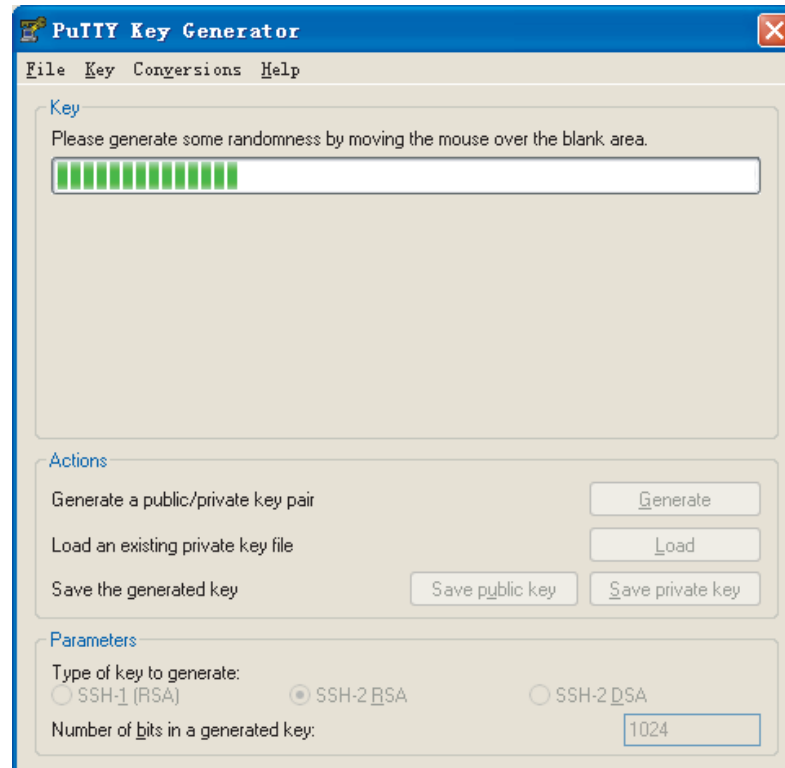 PuTTY Key Generator
File Key Conversions Help
Key
Please generate some randomness by moving the mouse over the blank area.
Actions
Generate a public/private key pair Generate
Load an existing private key file Load
Save the generated key Save public key Save private key
Parameters
Type of key to generate:
SSH-1 (RSA) SSH-2 RSA SSH-2 DSA
Number of bits in a generated key: 1024